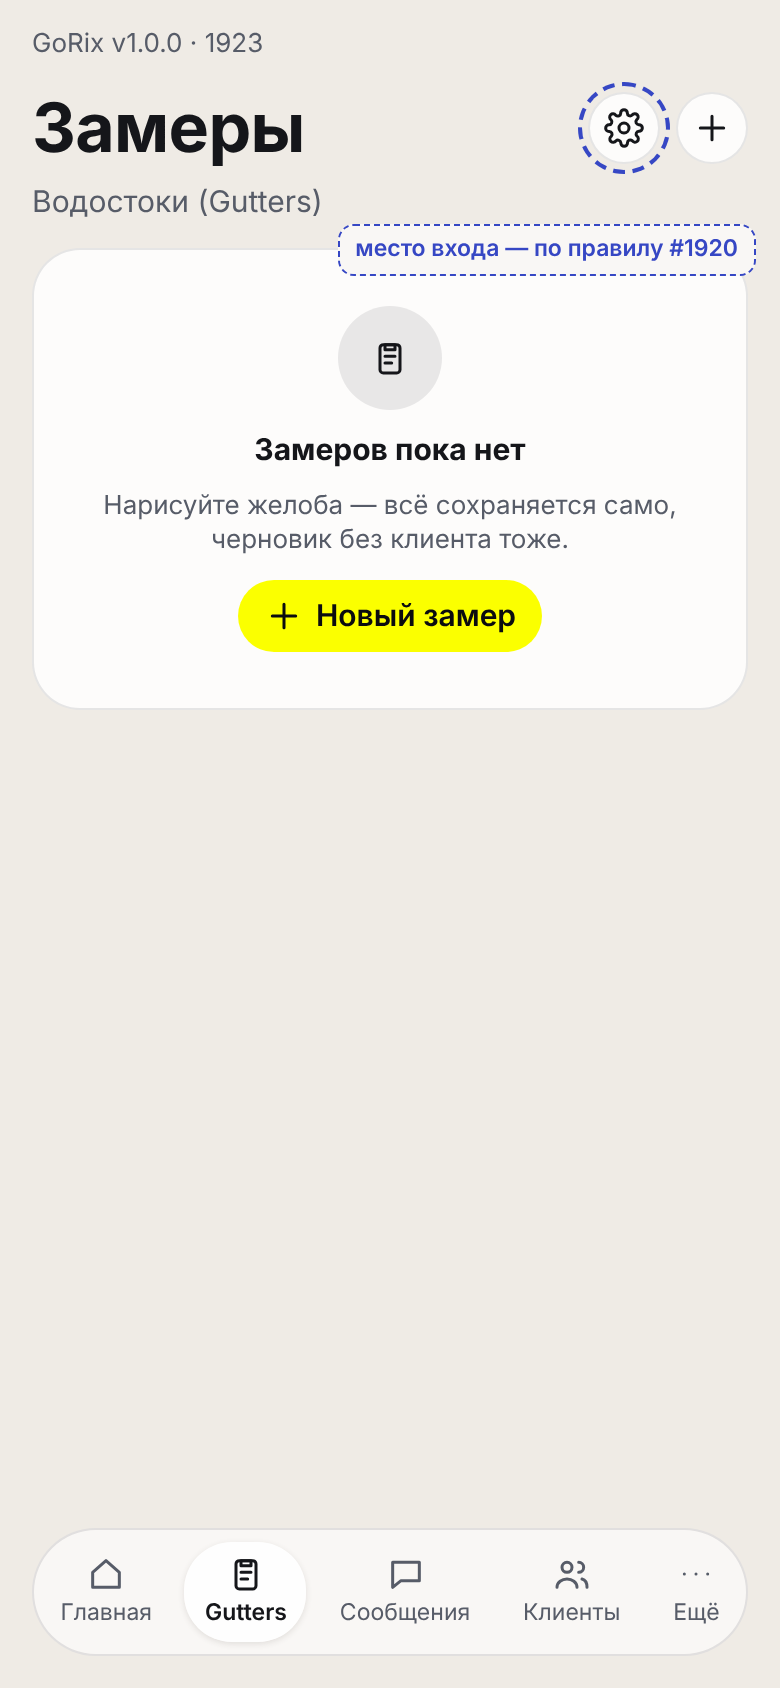 GoRix v1.0.0 · 1923
Замеры
Водостоки (Gutters)
место входа — по правилу #1920
Замеров пока нет
Нарисуйте желоба — всё сохраняется само,
черновик без клиента тоже.
Новый замер
Главная
Gutters
Сообщения
Клиенты
Ещё